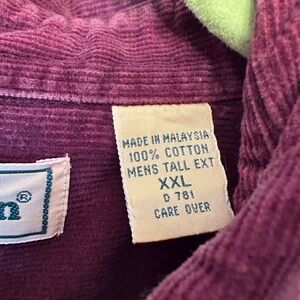 MADE IN MALAYSIA
100% COTTON
MENS TALL EXT
XXL
D 781
CARE OVER
n®